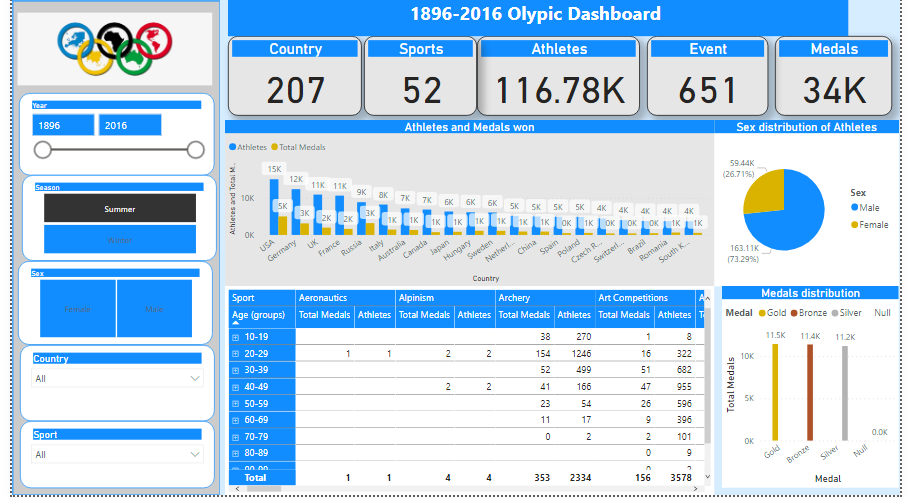 1896-2016 Olypic Dashboard
Country
Sports
Athletes
Event
Medals
207
52
116.78K
651
34K
Year
1896
2016
Season
Summer
Winter
Sex
Female
Male
Country
All
Sport
All
Athletes and Medals won
Athletes
Total Medals
Athletes and Total M...
10K
0K
15K
12K
11K
11K
9K
8K
7K
7K
6K
6K
6K
5K
5K
5K
5K
4K
4K
4K
4K
4K
5K
3K
2K
2K
3K
1K
1K
1K
1K
1K
1K
1K
1K
0K
0K
1K
0K
0K
0K
1K
USA
Germany
UK
France
Russia
Italy
Australia
Canada
Japan
Hungary
Sweden
Netherl...
China
Spain
Poland
Czech R...
Switzerl...
Brazil
Romania
South K...
Country
Sex distribution of Athletes
59.44K
(26.71%)
163.11K
(73.29%)
Sex
Male
Female
Sport Aeronautics Alpinism Archery Art Competitions A
Age (groups) Total Medals Athletes Total Medals Athletes Total Medals Athletes Total Medals Athletes
10-19 38 270 1 8
20-29 1 1 2 2 154 1246 16 322
30-39 52 499 51 682
40-49 2 2 41 166 47 955
50-59 23 54 26 596
60-69 11 17 9 396
70-79 0 2 2 101
80-89 0 9
Total 1 1 4 4 353 2334 156 3578
Medals distribution
Medal Gold Bronze Silver Null
Total Medals
10K
5K
0K
11.5K
11.4K
11.2K
0.0K
Gold
Bronze
Silver
Null
Medal